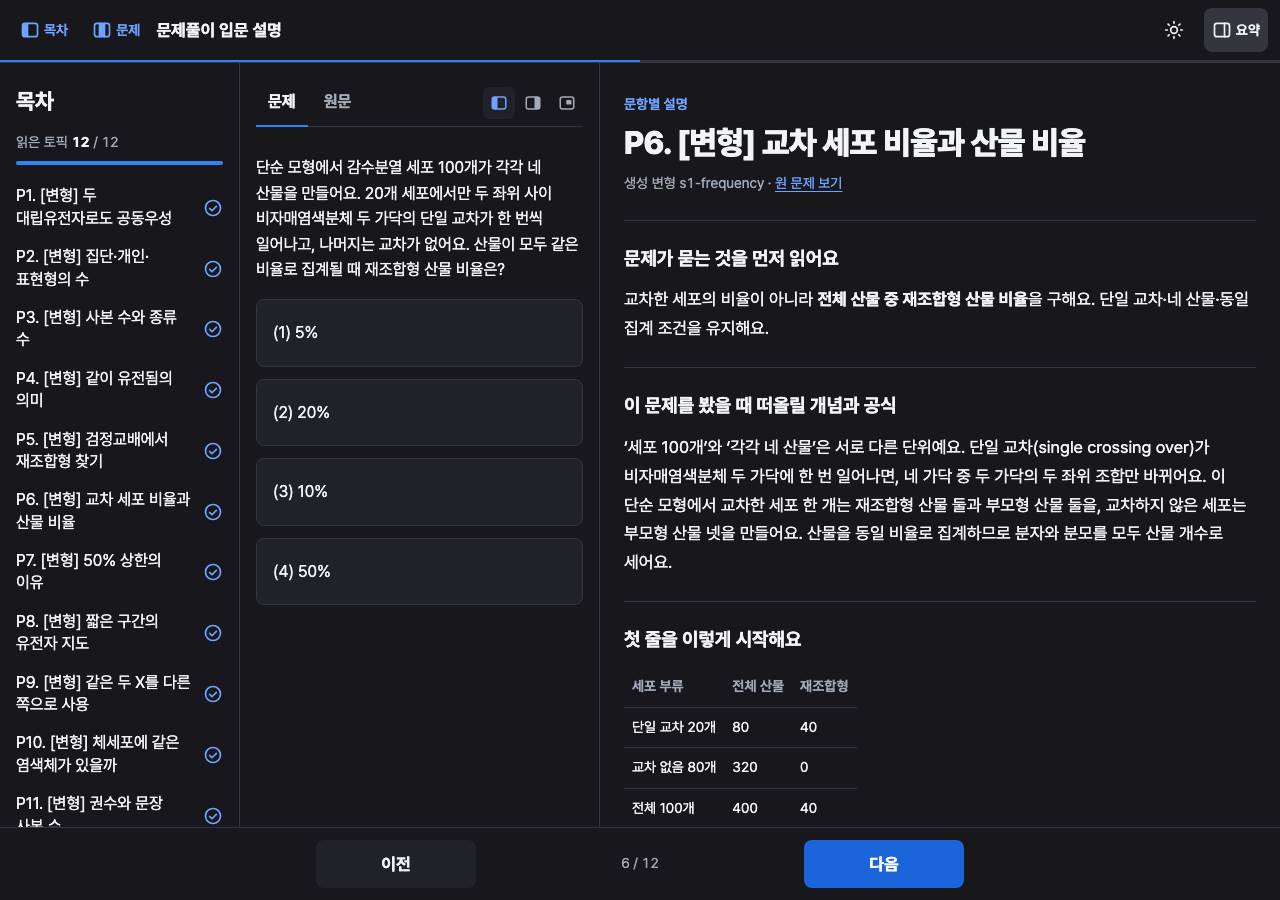 목차
문제
문제풀이 입문 설명
요약
목차
읽은 토픽 12 / 12
P1. [변형] 두
대립유전자로도 공동우성
P2. [변형] 집단·개인·
표현형의 수
P3. [변형] 사본 수와 종류
수
P4. [변형] 같이 유전됨의
의미
P5. [변형] 검정교배에서
재조합형 찾기
P6. [변형] 교차 세포 비율과
산물 비율
P7. [변형] 50% 상한의
이유
P8. [변형] 짧은 구간의
유전자 지도
P9. [변형] 같은 두 X를 다른
쪽으로 사용
P10. [변형] 체세포에 같은
염색체가 있을까
P11. [변형] 권수와 문장
사본 수
문제
원문
단순 모형에서 감수분열 세포 100개가 각각 네
산물을 만들어요. 20개 세포에서만 두 좌위 사이
비자매염색분체 두 가닥의 단일 교차가 한 번씩
일어나고, 나머지는 교차가 없어요. 산물이 모두 같은
비율로 집계될 때 재조합형 산물 비율은?
(1) 5%
(2) 20%
(3) 10%
(4) 50%
문항별 설명
P6. [변형] 교차 세포 비율과 산물 비율
생성 변형 s1-frequency · 원 문제 보기
문제가 묻는 것을 먼저 읽어요
교차한 세포의 비율이 아니라 전체 산물 중 재조합형 산물 비율을 구해요. 단일 교차·네 산물·동일
집계 조건을 유지해요.
이 문제를 봤을 때 떠올릴 개념과 공식
‘세포 100개’와 ‘각각 네 산물’은 서로 다른 단위예요. 단일 교차(single crossing over)가
비자매염색분체 두 가닥에 한 번 일어나면, 네 가닥 중 두 가닥의 두 좌위 조합만 바뀌어요. 이
단순 모형에서 교차한 세포 한 개는 재조합형 산물 둘과 부모형 산물 둘을, 교차하지 않은 세포는
부모형 산물 넷을 만들어요. 산물을 동일 비율로 집계하므로 분자와 분모를 모두 산물 개수로
세어요.
첫 줄을 이렇게 시작해요
세포 부류 전체 산물 재조합형
단일 교차 20개 80 40
교차 없음 80개 320 0
전체 100개 400 40
이전
6 / 12
다음